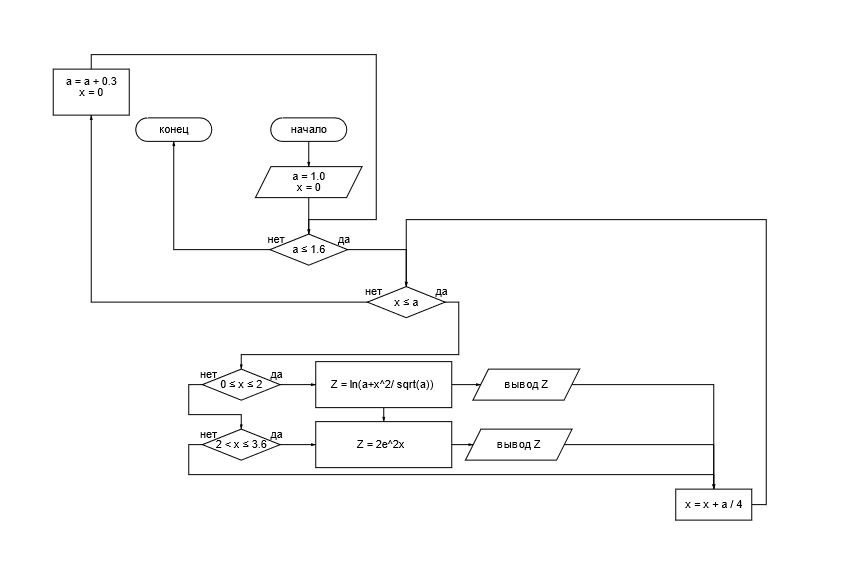 a = a + 0.3
x = 0
конец
начало
a = 1.0
x = 0
нет
да
a ≤ 1.6
нет
да
x ≤ a
нет
да
0 ≤ x ≤ 2
Z = ln(a+x^2/ sqrt(a))
вывод Z
нет
да
2 < x ≤ 3.6
Z = 2e^2x
вывод Z
x = x + a / 4